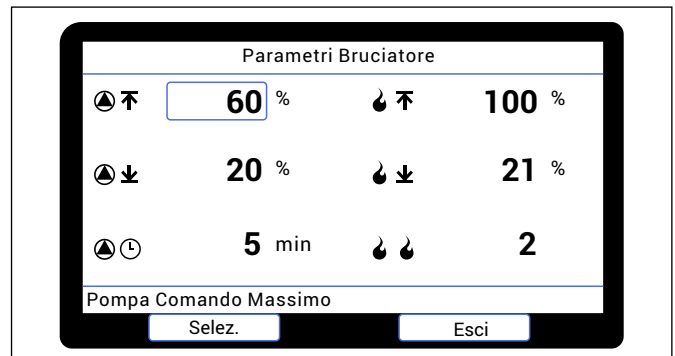 Parametri Bruciatore
60 % 100 %
20 % 21 %
5 min 2
Pompa Comando Massimo
Selez. Esci